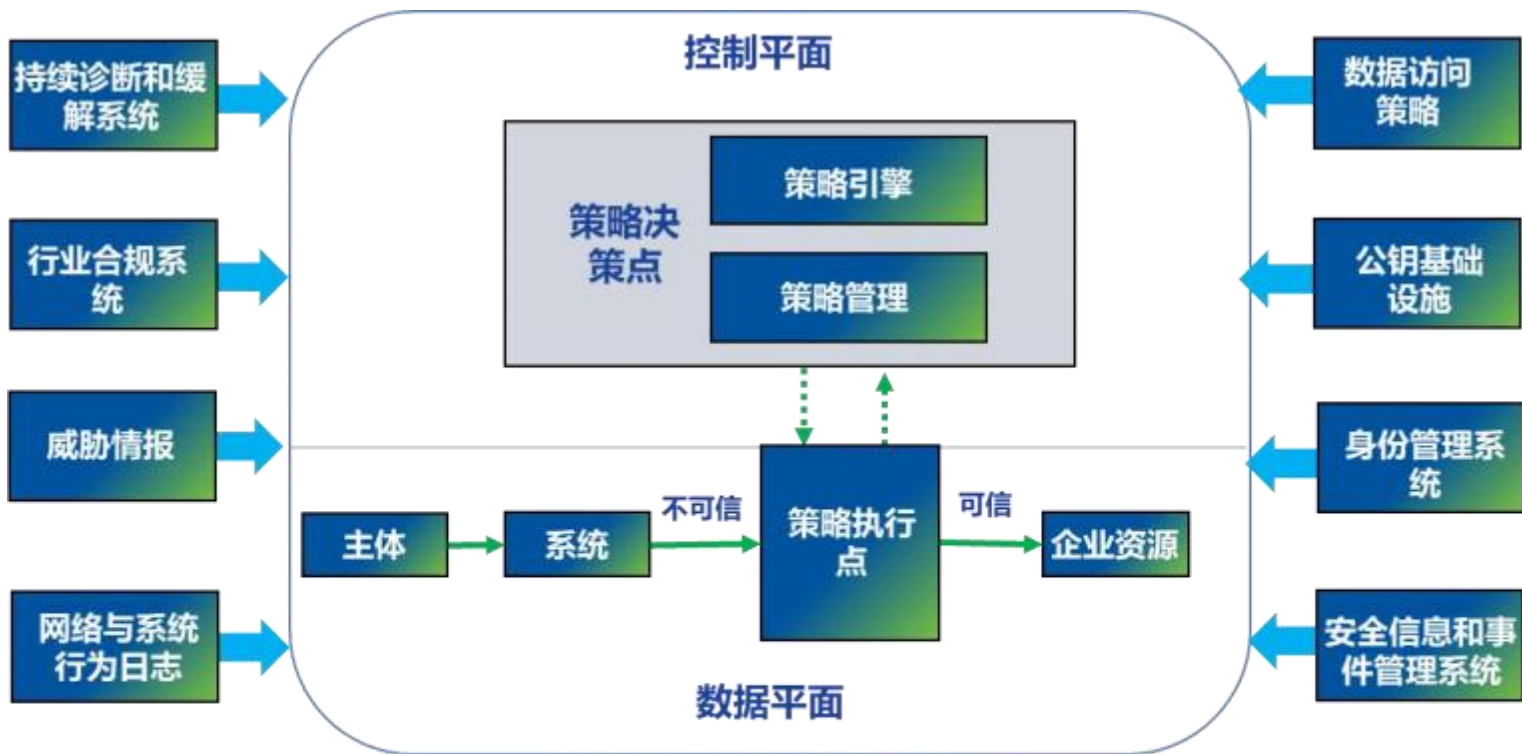 控制平面
持续诊断和缓
解系统
行业合规系
统
威胁情报
网络与系统
行为日志
策略决
策点
策略引擎
策略管理
主体
系统
不可信
策略执行
点
可信
企业资源
数据平面
数据访问
策略
公钥基础
设施
身份管理系
统
安全信息和事
件管理系统